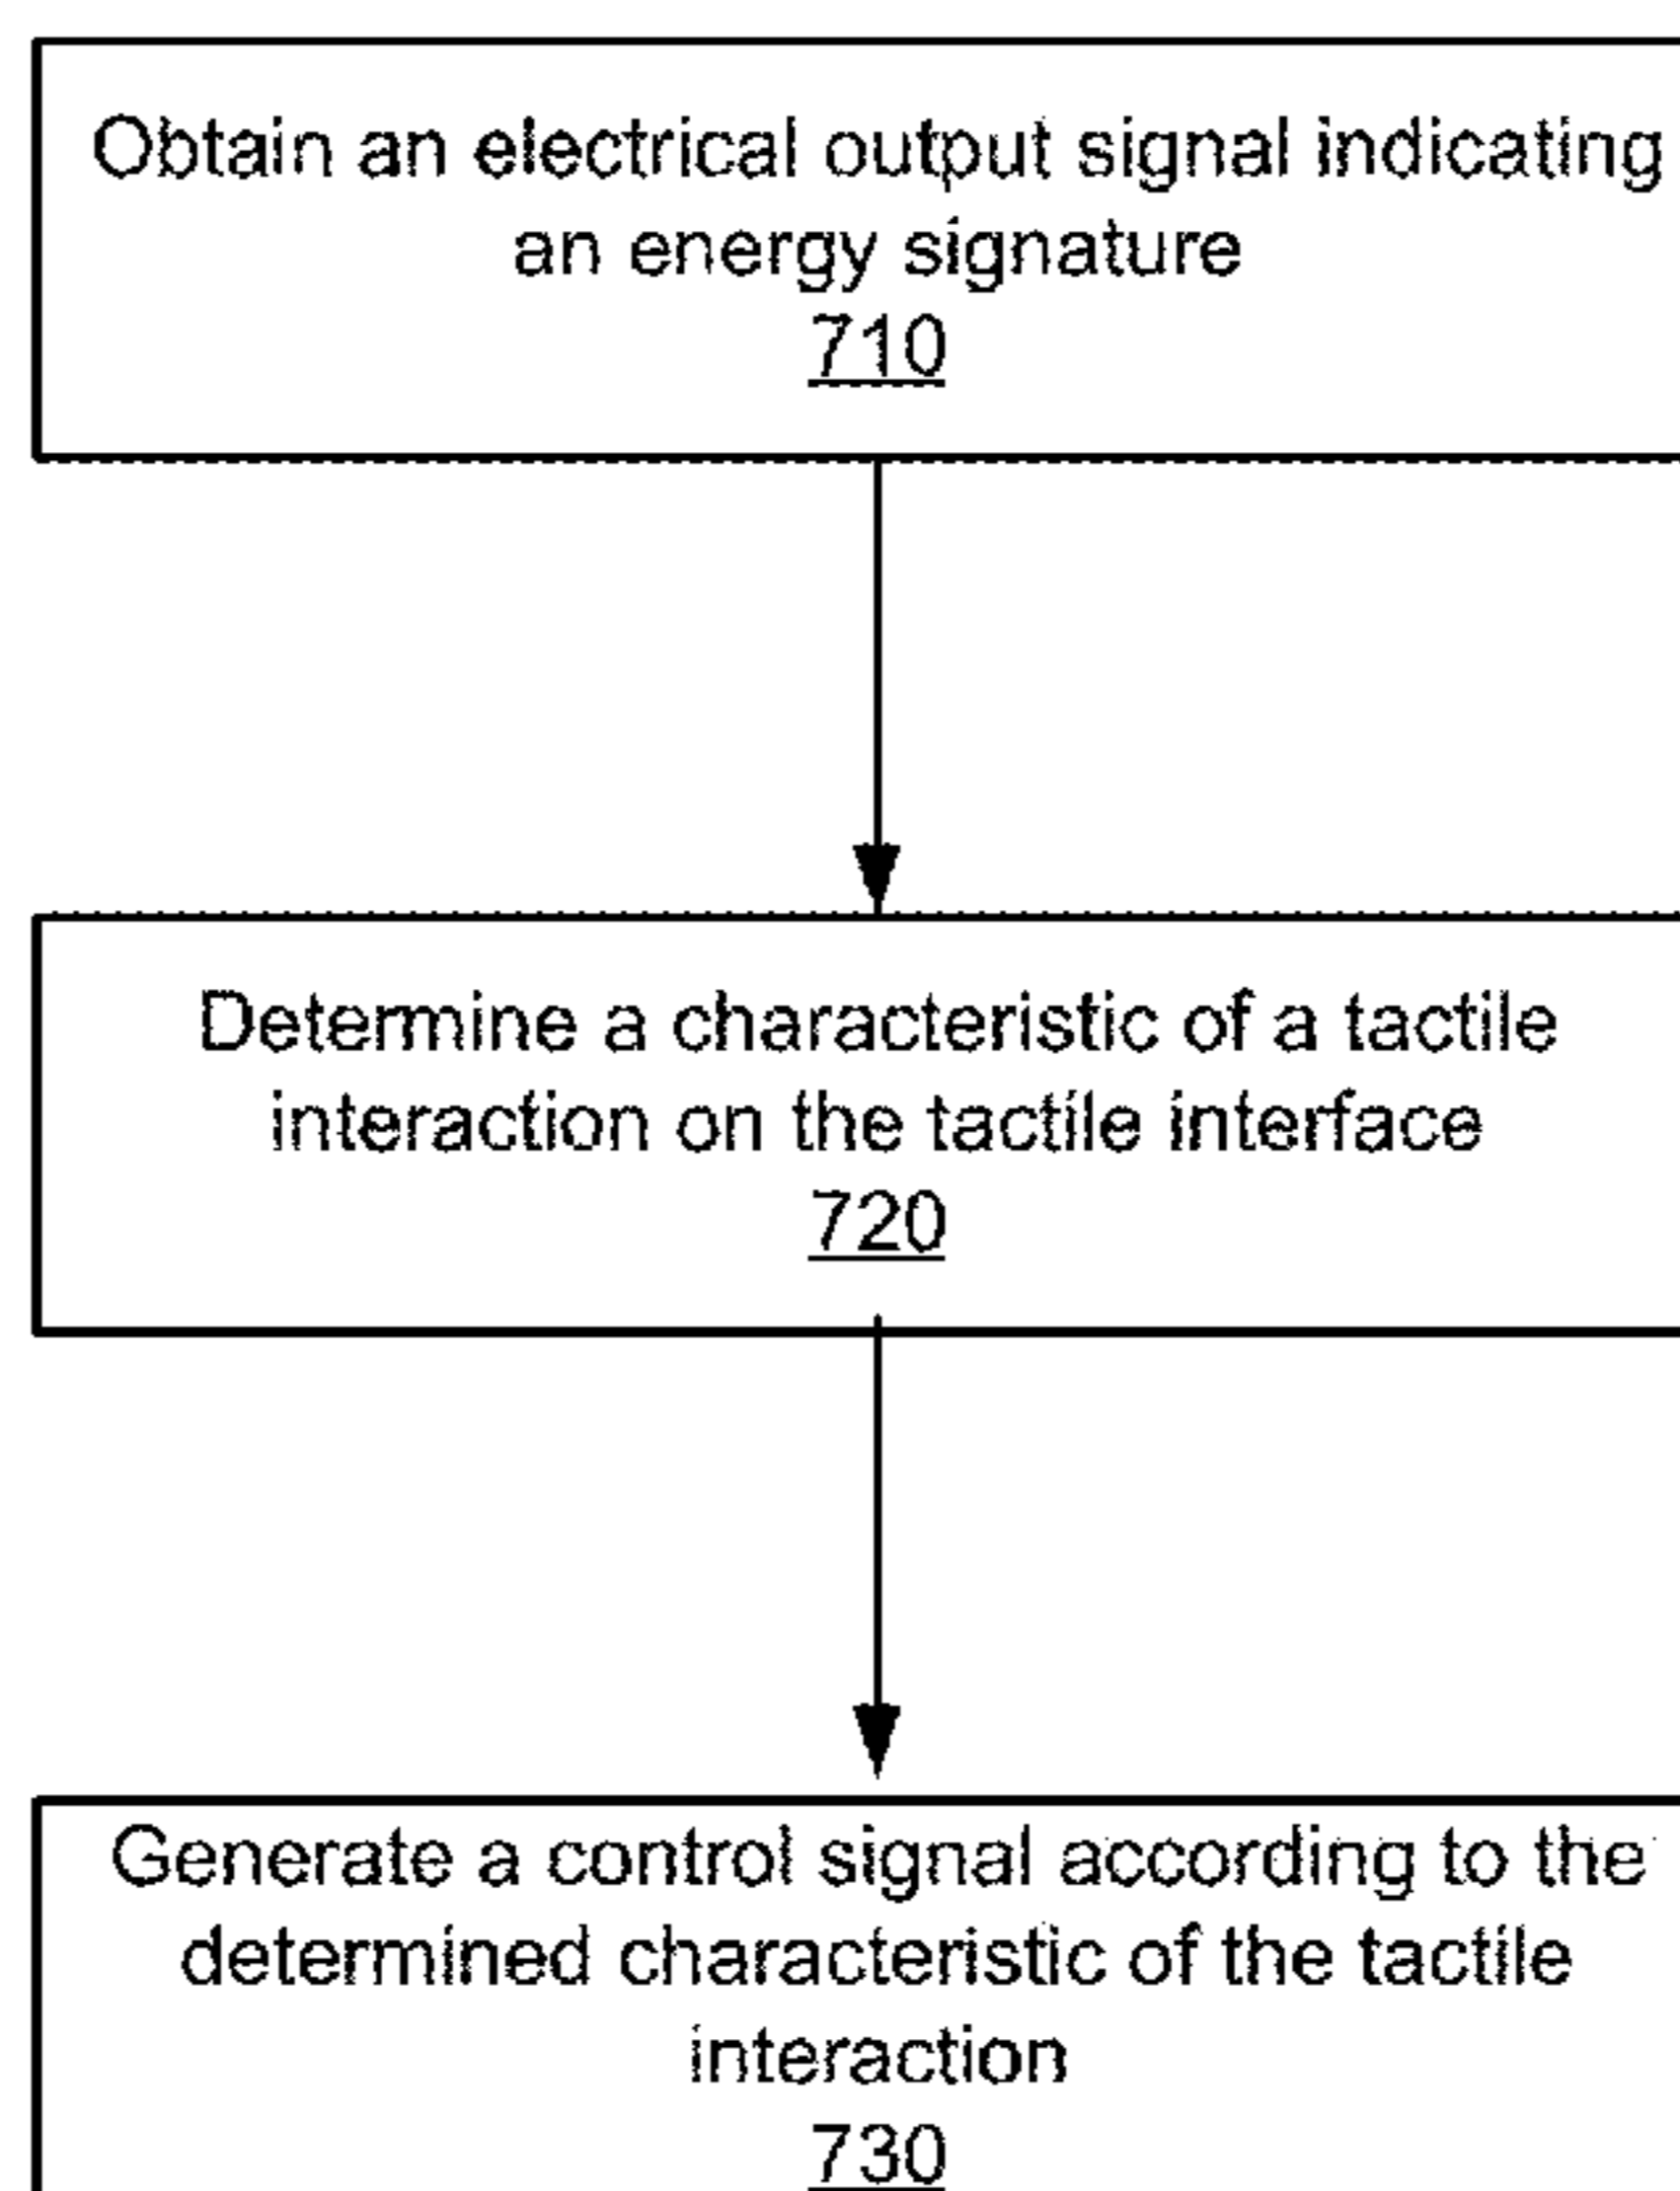 Obtain an electrical output signal indicating
an energy signature
710
Determine a characteristic of a tactile
interaction on the tactile interface
720
Generate a control signal according to the
determined characteristic of the tactile
interaction
730